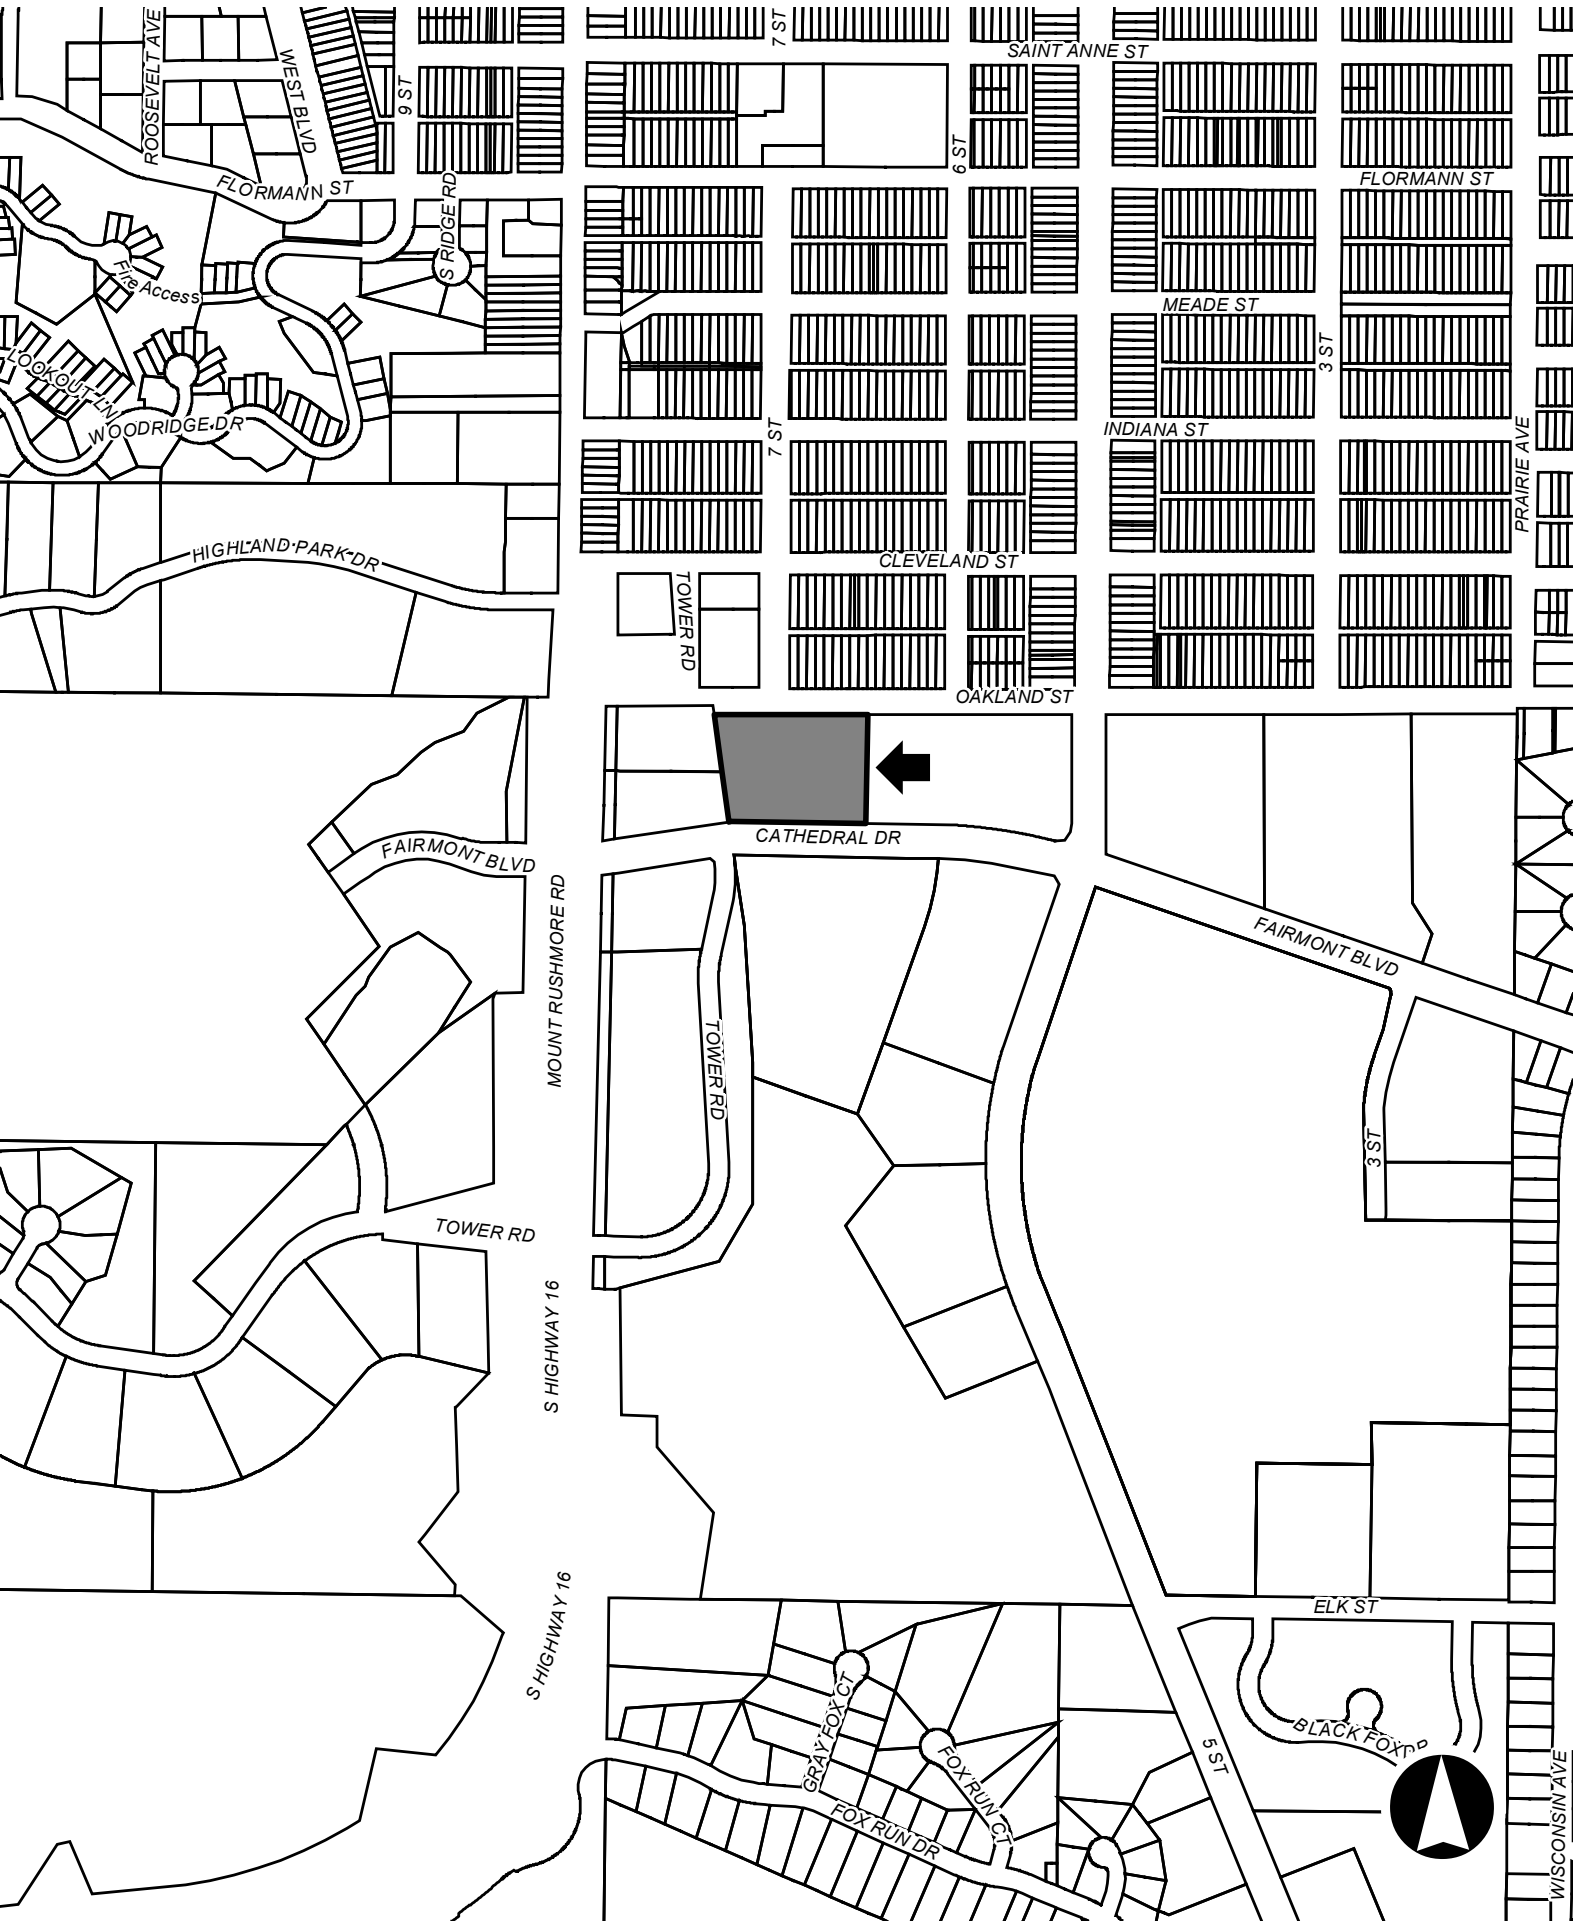 7 ST
SAINT ANNE ST
ROOSEVELT AVE
WEST BLVD
9 ST
6 ST
FLORMANN ST
FLORMANN ST
S RIDGE RD
Fire Access
MEADE ST
3 ST
LOOKOUT LN
WOODRIDGE DR
7 ST
INDIANA ST
PRAIRIE AVE
HIGHLAND PARK DR
CLEVELAND ST
TOWER RD
OAKLAND ST
CATHEDRAL DR
FAIRMONT BLVD
MOUNT RUSHMORE RD
FAIRMONT BLVD
TOWER RD
3 ST
TOWER RD
S HIGHWAY 16
S HIGHWAY 16
ELK ST
GRAY FOX CT
FOX RUN CT
5 ST
BLACK FOX
FOX RUN DR
WISCONSIN AVE